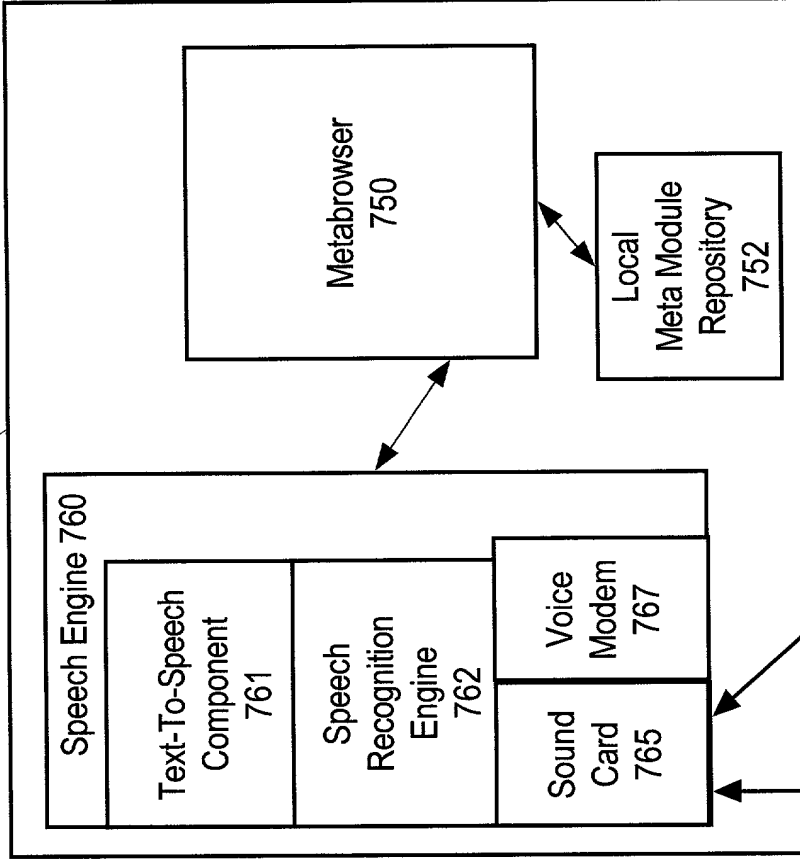 Speech Engine 760
Text-To-Speech
Component
761
Speech
Recognition
Engine
762
Sound
Card
765
Voice
Modem
767
Metabrowser
750
Local
Meta Module
Repository
752